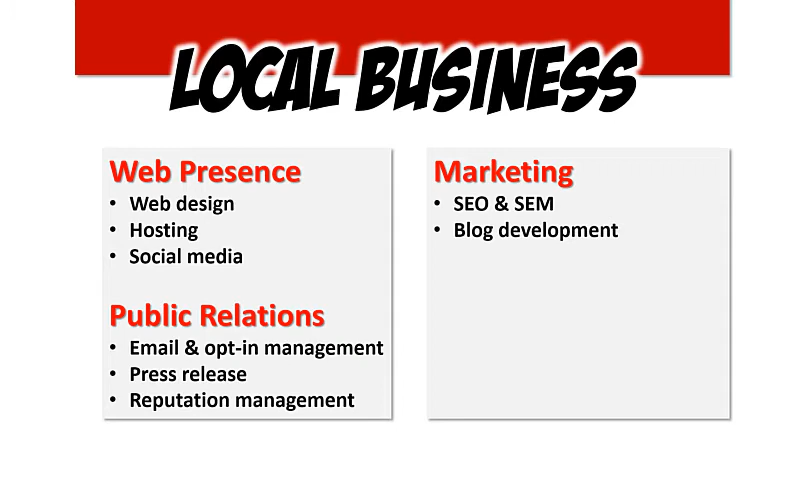 LOCAL BUSINESS
Web Presence
• Web design
• Hosting
• Social media
Public Relations
• Email & opt-in management
• Press release
• Reputation management
Marketing
• SEO & SEM
• Blog development